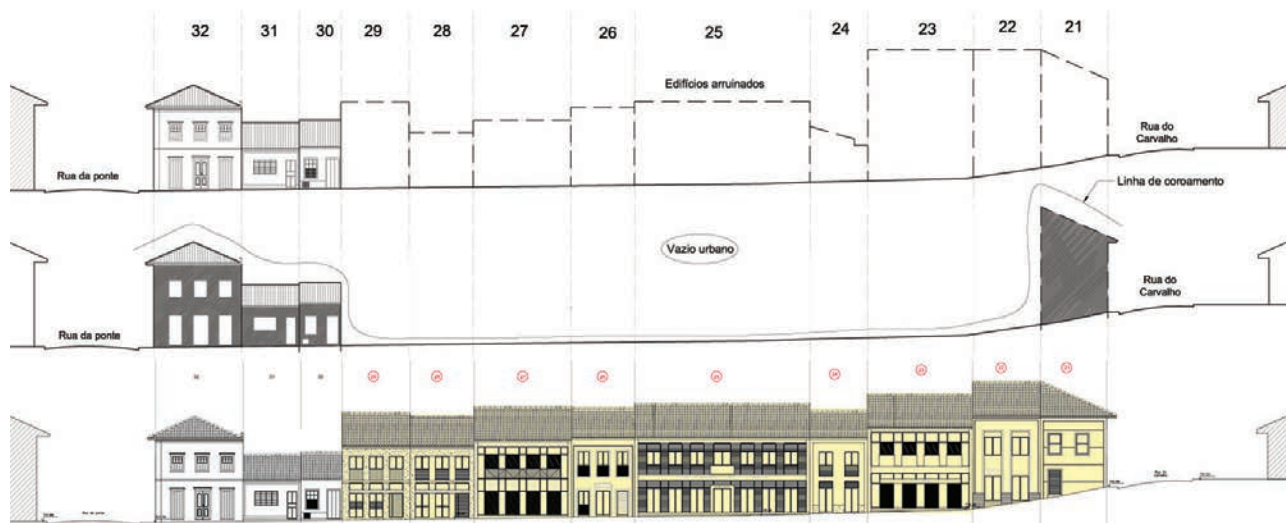 32 31 30 29 28 27 26 25 24 23 22 21
Edifícios arruinados
Rua da ponte
Rua do
Carvalho
Linha de coroamento
Vazio urbano
Rua da ponte
Rua do
Carvalho